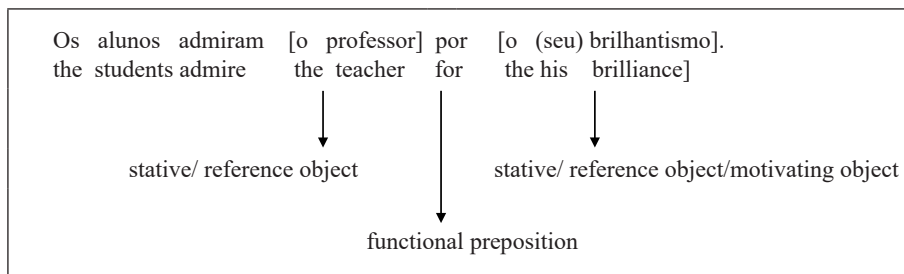 Os alunos admiram [o professor] por [o (seu) brilhantismo].
the students admire the teacher for the his brilliance]
stative/ reference object stative/ reference object/motivating object
functional preposition